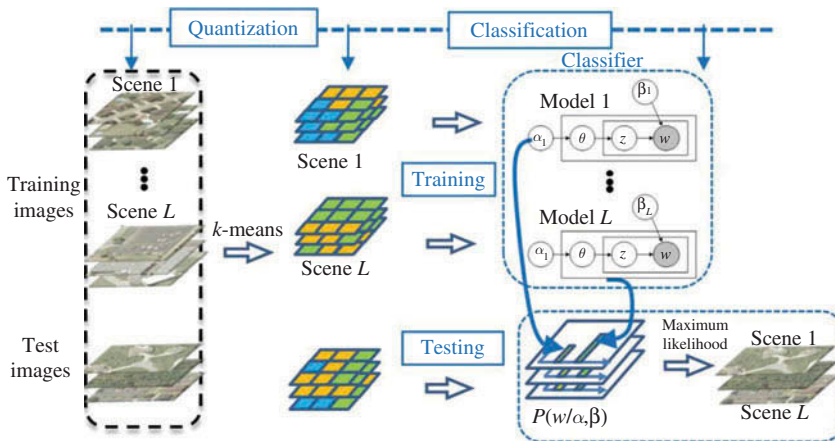 Quantization
Classification
Classifier
Scene 1
Model 1
β1
α1
θ
z
w
Scene 1
Training
images
Training
Scene L
k-means
Model L
βL
α1
θ
z
w
Scene L
Test
images
Testing
Maximum
likelihood
Scene 1
P(w/α,β)
Scene L